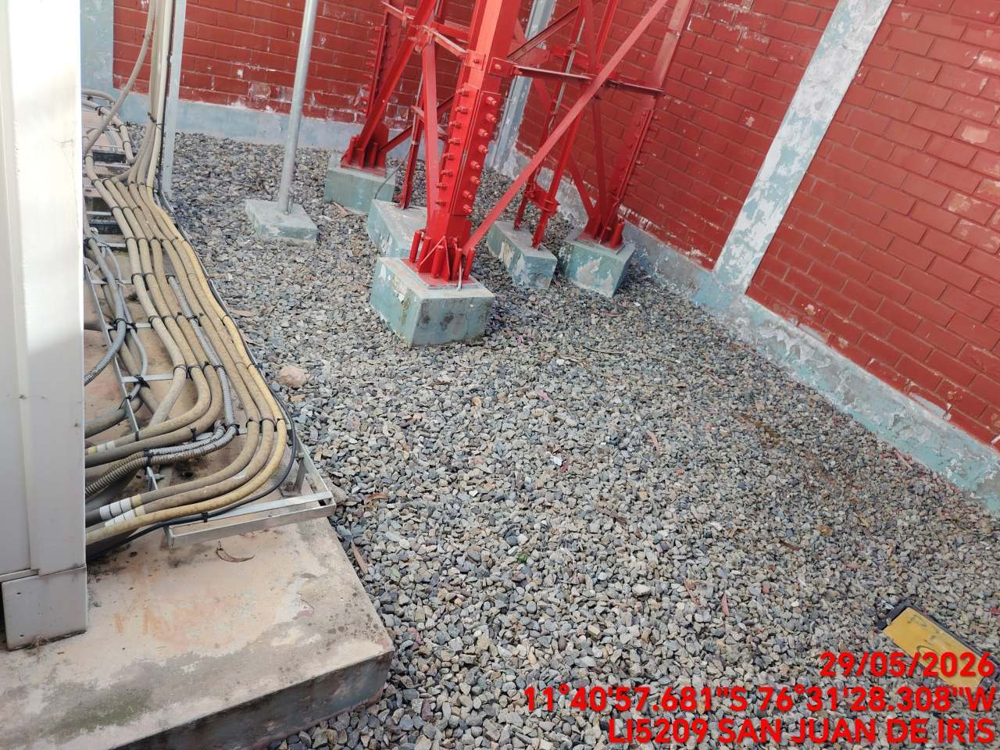 29/05/2026
11°40'57.681"S 76°31'28.308"W
LI5209 SAN JUAN DE IRIS